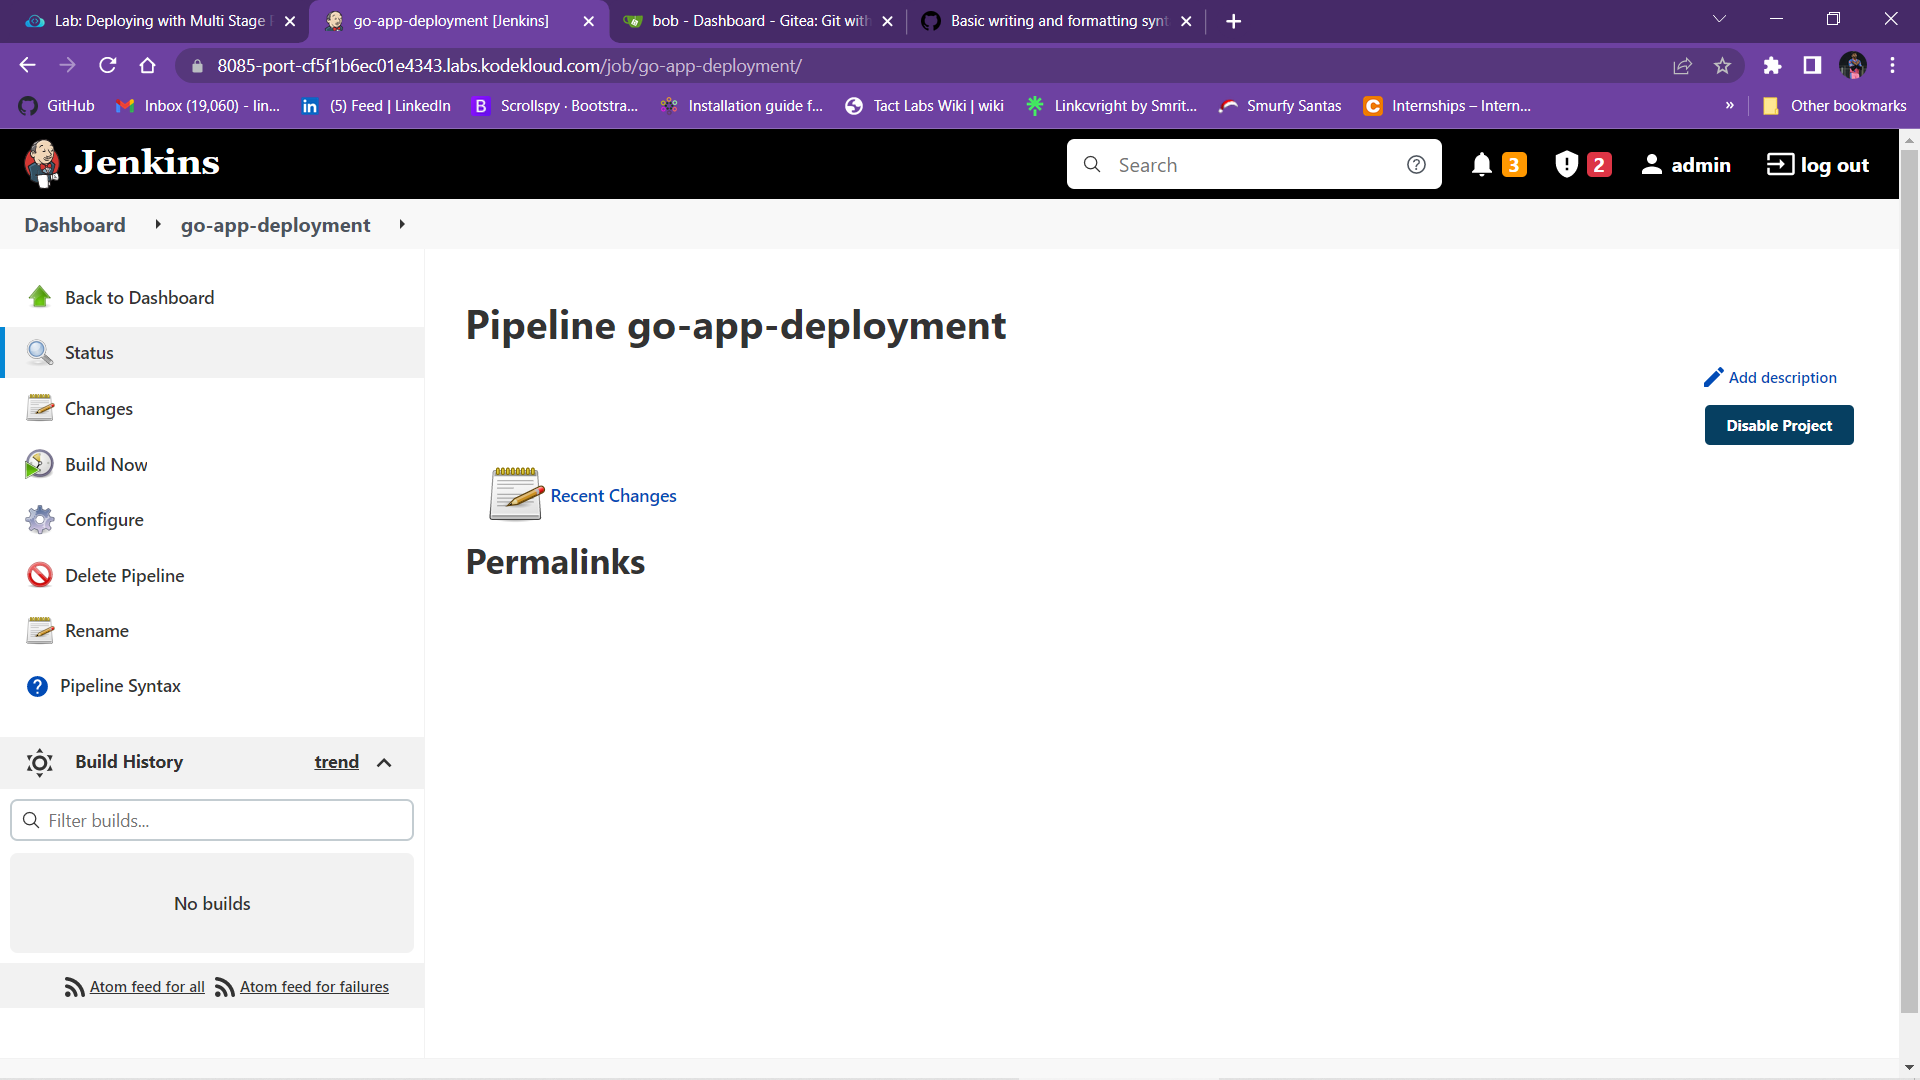 Lab: Deploying with Multi Stage
go-app-deployment [Jenkins]
bob - Dashboard - Gitea: Git with
Basic writing and formatting synt
8085-port-cf5f1b6ec01e4343.labs.kodekloud.com/job/go-app-deployment/
GitHub
Inbox (19,060) - lin...
(5) Feed | LinkedIn
B
Scrollspy · Bootstra...
Installation guide f...
Tact Labs Wiki | wiki
Linkcvright by Smrit...
Smurfy Santas
C
Internships – Intern...
»
Other bookmarks
Jenkins
Search
3
2
admin
log out
Dashboard
go-app-deployment
Back to Dashboard
Status
Changes
Build Now
Configure
Delete Pipeline
Rename
Pipeline Syntax
Build History
trend
Filter builds...
No builds
Atom feed for all
Atom feed for failures
Pipeline go-app-deployment
Add description
Disable Project
Recent Changes
Permalinks